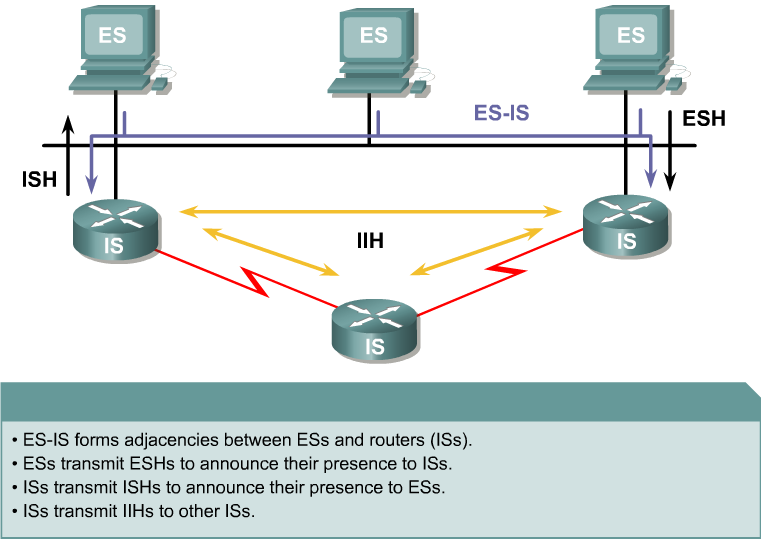 ES
ES
ES
ES-IS
ESH
ISH
IS
IIH
IS
IS
• ES-IS forms adjacencies between ESs and routers (ISs).
• ESs transmit ESHs to announce their presence to ISs.
• ISs transmit ISHs to announce their presence to ESs.
• ISs transmit IIHs to other ISs.